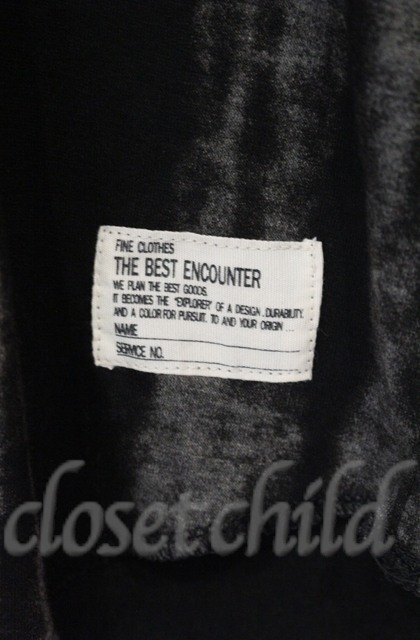 FINE CLOTHES
THE BEST ENCOUNTER
WE PLAN THE BEST GOODS.
IT BECOMES THE "EXPLORER" OF A DESIGN, DURABILITY,
AND A COLOR FOR PURSUIT. TO AND YOUR ORIGIN ...
NAME
SERVICE NO.
closet child